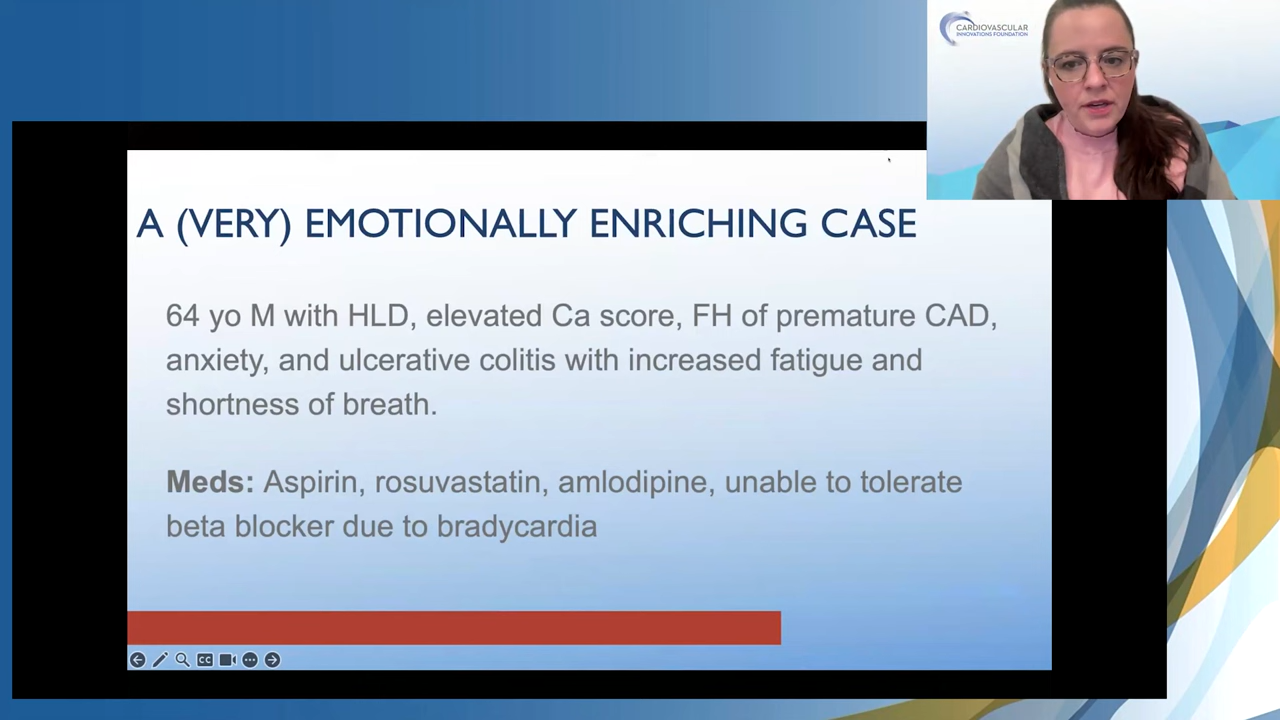 CARDIOVASCULAR
INNOVATIONS FOUNDATION
A (VERY) EMOTIONALLY ENRICHING CASE
64 yo M with HLD, elevated Ca score, FH of premature CAD,
anxiety, and ulcerative colitis with increased fatigue and
shortness of breath.
Meds: Aspirin, rosuvastatin, amlodipine, unable to tolerate
beta blocker due to bradycardia
CC